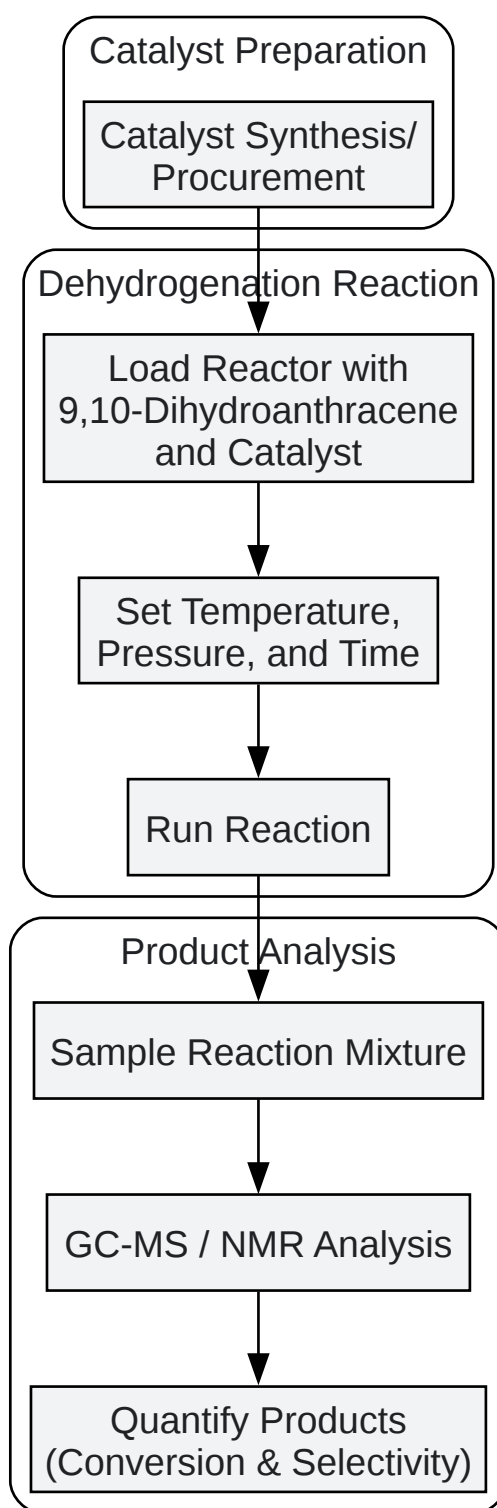 Catalyst Preparation
Catalyst Synthesis/
Procurement
Dehydrogenation Reaction
Load Reactor with
9,10-Dihydroanthracene
and Catalyst
Set Temperature,
Pressure, and Time
Run Reaction
Product Analysis
Sample Reaction Mixture
GC-MS / NMR Analysis
Quantify Products
(Conversion & Selectivity)